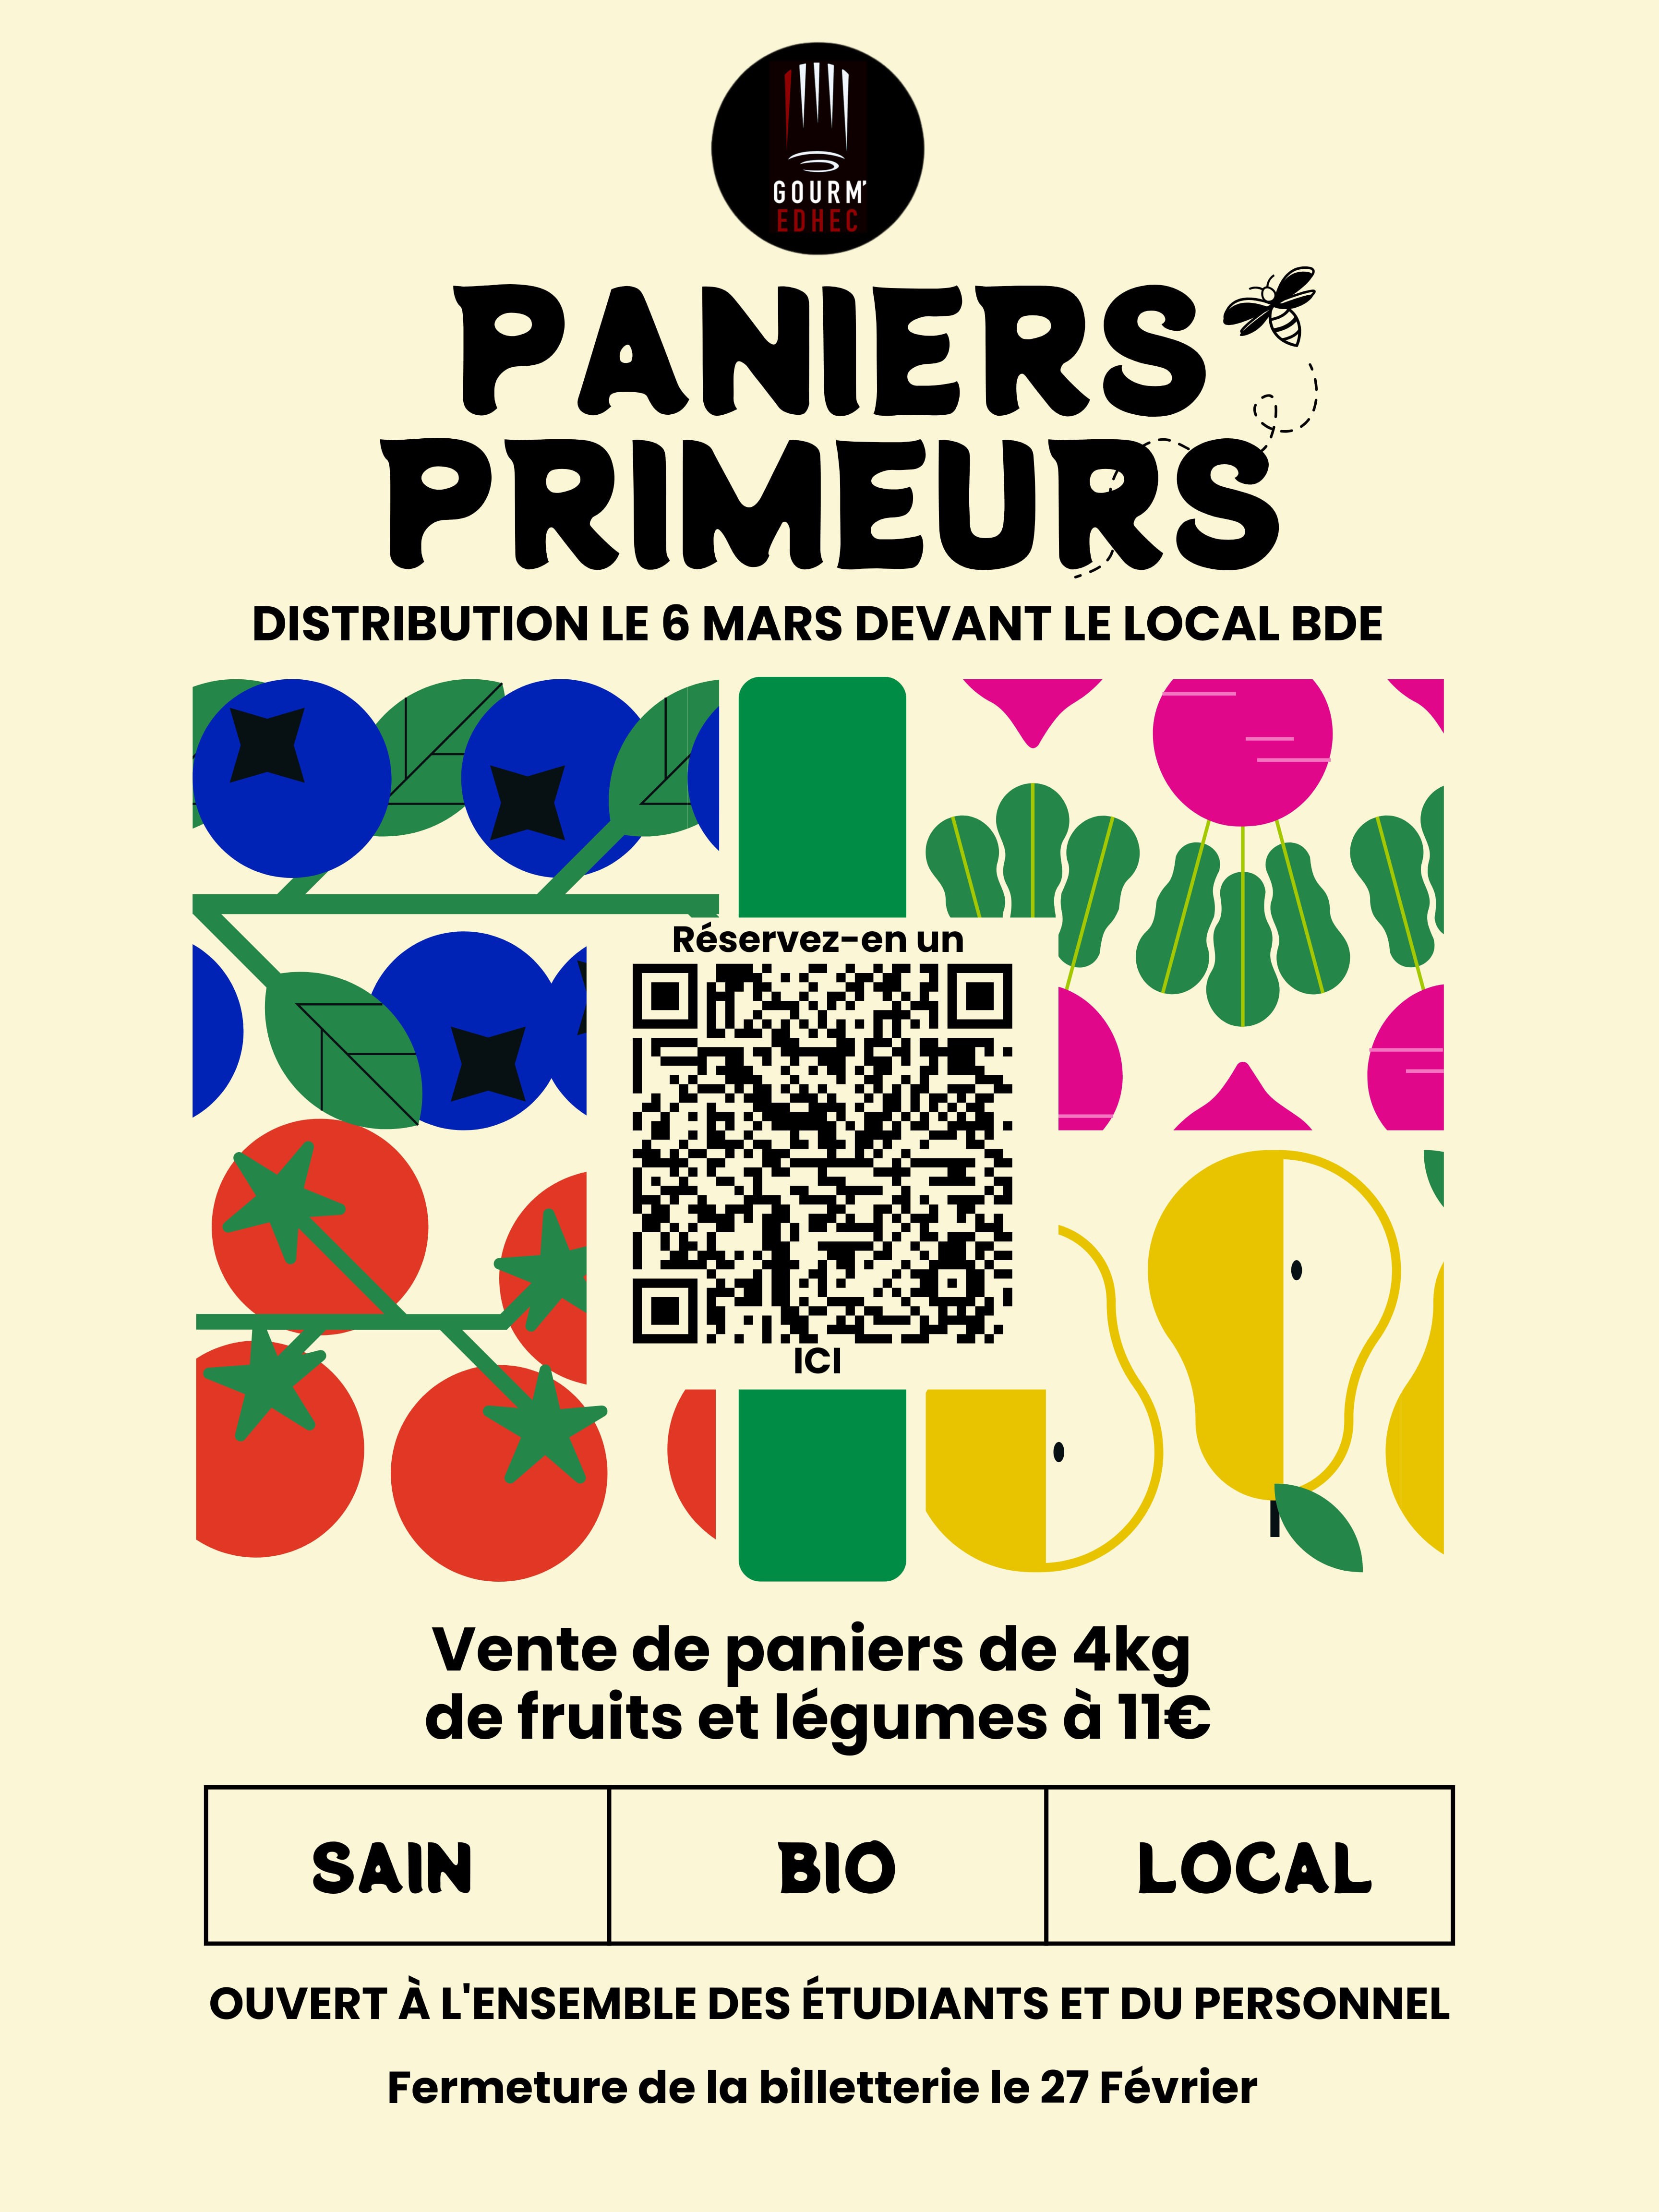 GOURM'
EDHEC
PANIERS
PRIMEURS
DISTRIBUTION LE 6 MARS DEVANT LE LOCAL BDE
Réservez-en un
ICI
Vente de paniers de 4kg
de fruits et légumes à 11€
SAIN BIO LOCAL
OUVERT À L'ENSEMBLE DES ÉTUDIANTS ET DU PERSONNEL
Fermeture de la billetterie le 27 Février